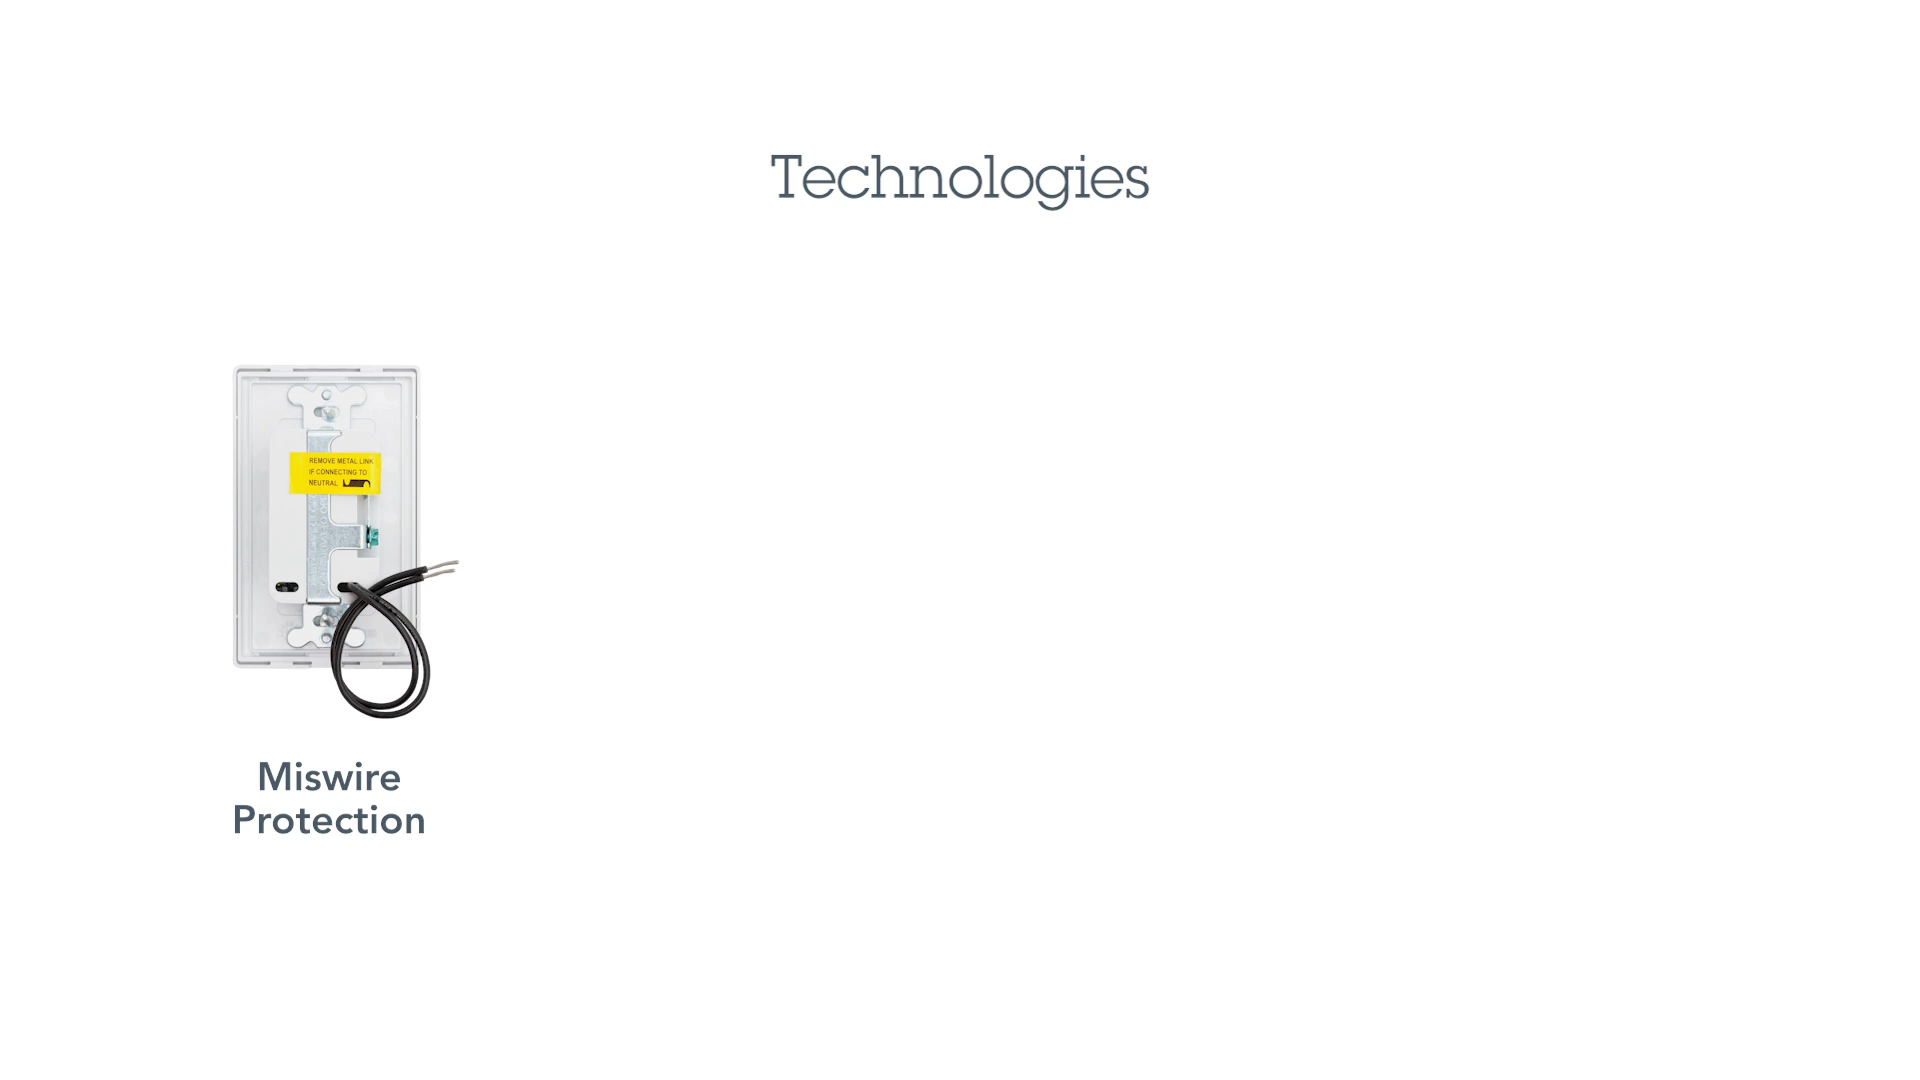 Technologies
REMOVE METAL LINK
IF CONNECTING TO
NEUTRAL
Miswire
Protection